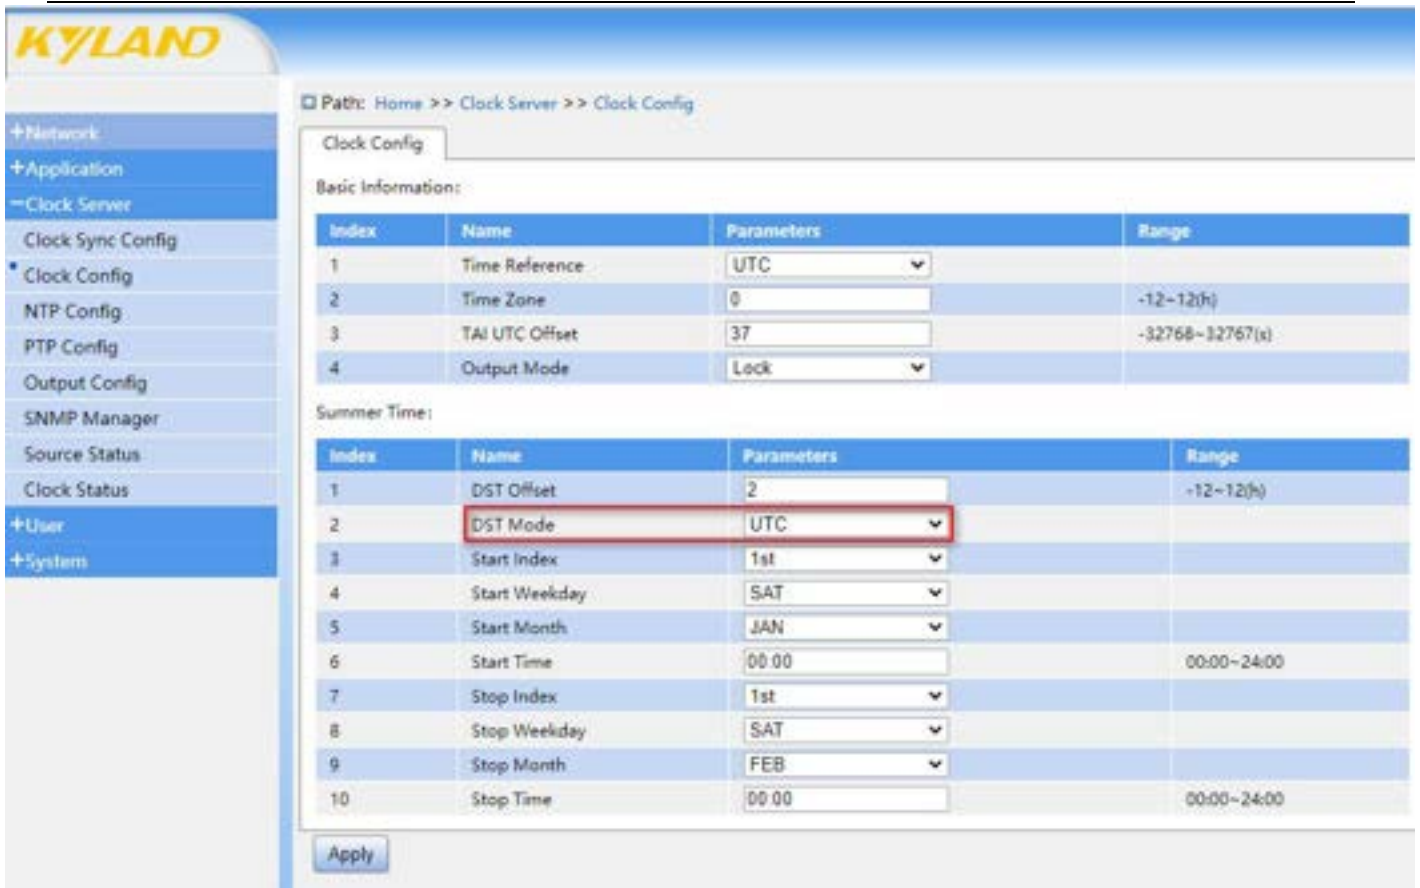 KYLAND
Path: Home >> Clock Server >> Clock Config
+Network
+Application
−Clock Server
Clock Sync Config
Clock Config
NTP Config
PTP Config
Output Config
SNMP Manager
Source Status
Clock Status
+User
+System
Clock Config
Basic Information:
Index Name Parameters Range
1 Time Reference UTC
2 Time Zone 0 -12~12(h)
3 TAI UTC Offset 37 -32768~32767(s)
4 Output Mode Lock
Summer Time:
Index Name Parameters Range
1 DST Offset 2 -12~12(h)
2 DST Mode UTC
3 Start Index 1st
4 Start Weekday SAT
5 Start Month JAN
6 Start Time 00:00 00:00~24:00
7 Stop Index 1st
8 Stop Weekday SAT
9 Stop Month FEB
10 Stop Time 00:00 00:00~24:00
Apply